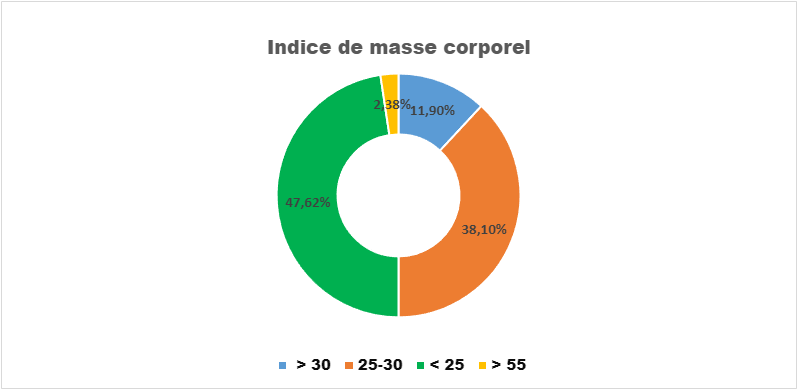 Indice de masse corporel
2,38%
11,90%
47,62%
38,10%
> 30 25-30 < 25 > 55